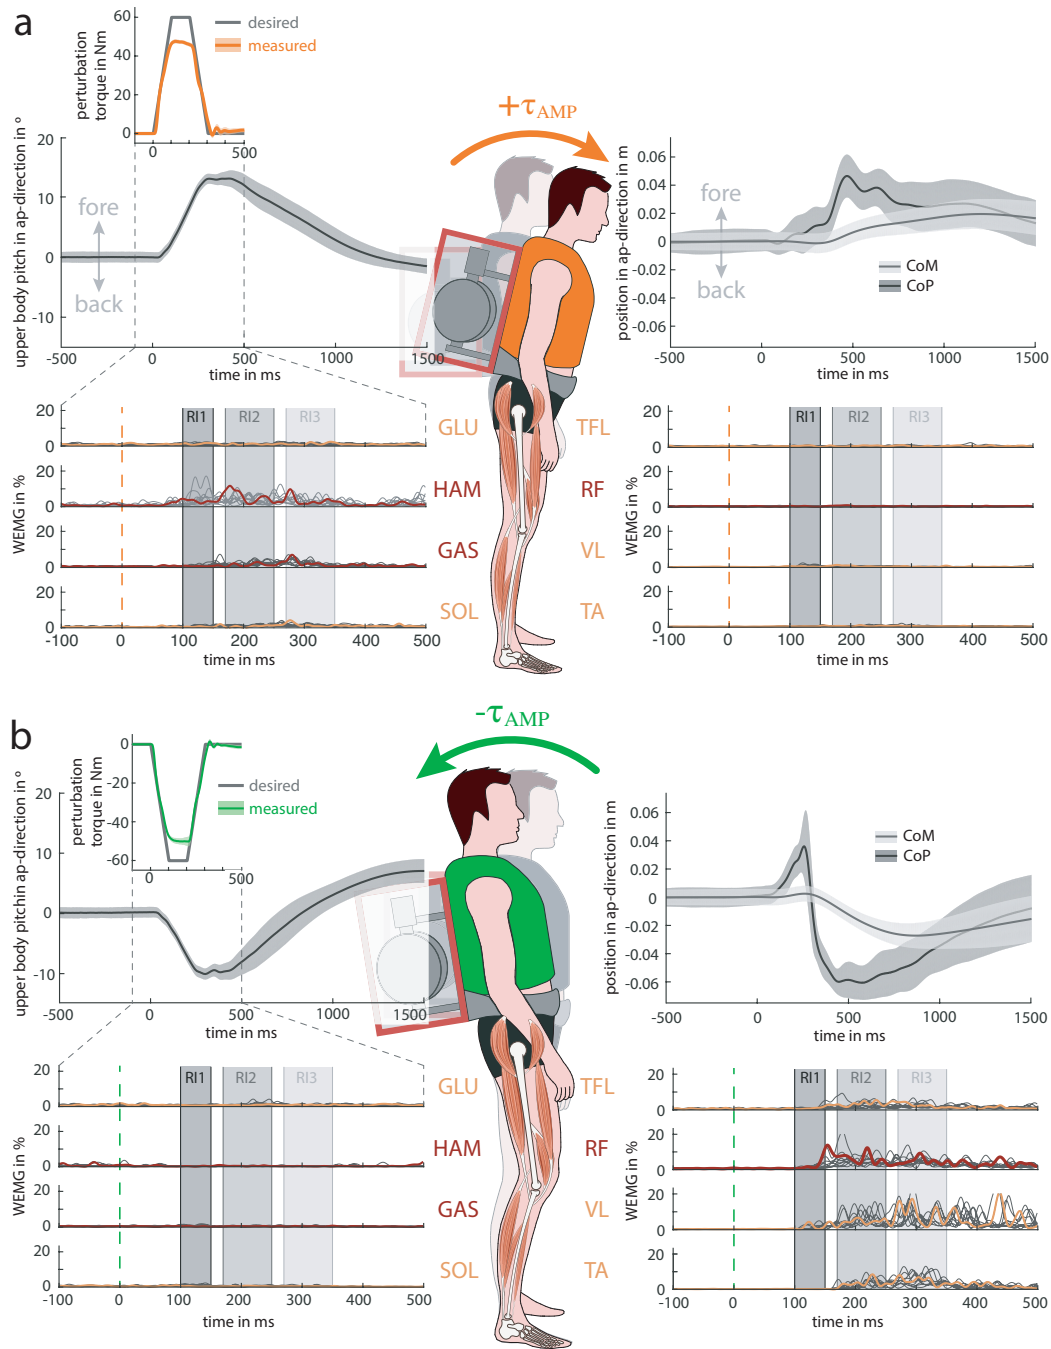 a
60
40
20
0
0
500
perturbation
torque in Nm
desired
measured
+τAMP
20
10
0
-10
upper body pitch in ap-direction in °
fore
back
-500
0
500
1000
1500
time in ms
0.06
0.04
0.02
0
-0.02
-0.04
-0.06
position in ap-direction in m
fore
back
CoM
CoP
-500
0
500
1000
1500
time in ms
20
0
20
0
20
0
20
0
WEMG in %
RI1
RI2
RI3
GLU
HAM
GAS
SOL
-100
0
100
200
300
400
500
time in ms
TFL
RF
VL
TA
20
0
20
0
20
0
20
0
WEMG in %
RI1
RI2
RI3
-100
0
100
200
300
400
500
time in ms
b
0
-20
-40
-60
0
500
perturbation
torque in Nm
desired
measured
-τAMP
20
10
0
-10
upper body pitchin ap-direction in °
-500
0
500
1000
1500
time in ms
0.06
0.04
0.02
0
-0.02
-0.04
-0.06
position in ap-direction in m
CoM
CoP
-500
0
500
1000
1500
time in ms
20
0
20
0
20
0
20
0
WEMG in %
RI1
RI2
RI3
GLU
HAM
GAS
SOL
-100
0
100
200
300
400
500
time in ms
TFL
RF
VL
TA
20
0
20
0
20
0
20
0
WEMG in %
RI1
RI2
RI3
-100
0
100
200
300
400
500
time in ms